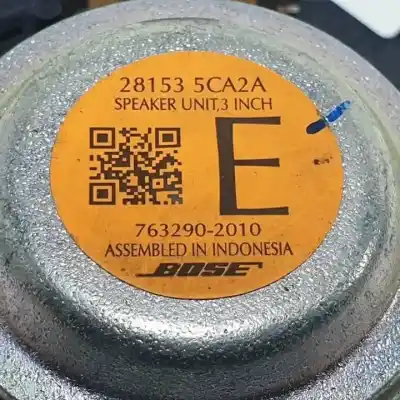 28153 5CA2A
SPEAKER UNIT,3 INCH
E
763290-2010
ASSEMBLED IN INDONESIA
BOSE